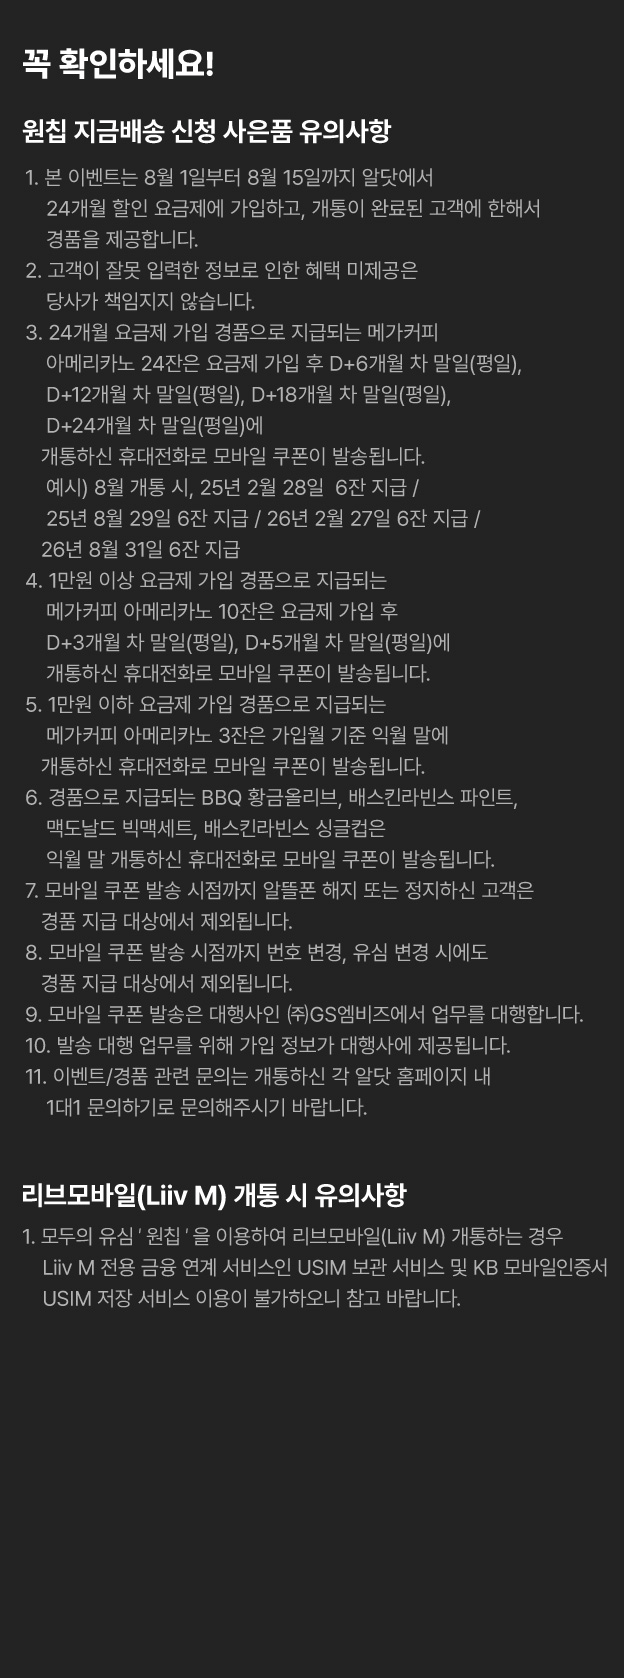 꼭 확인하세요!
원칩 지금배송 신청 사은품 유의사항
1. 본 이벤트는 8월 1일부터 8월 15일까지 알닷에서
24개월 할인 요금제에 가입하고, 개통이 완료된 고객에 한해서
경품을 제공합니다.
2. 고객이 잘못 입력한 정보로 인한 혜택 미제공은
당사가 책임지지 않습니다.
3. 24개월 요금제 가입 경품으로 지급되는 메가커피
아메리카노 24잔은 요금제 가입 후 D+6개월 차 말일(평일),
D+12개월 차 말일(평일), D+18개월 차 말일(평일),
D+24개월 차 말일(평일)에
개통하신 휴대전화로 모바일 쿠폰이 발송됩니다.
예시) 8월 개통 시, 25년 2월 28일  6잔 지급 /
25년 8월 29일 6잔 지급 / 26년 2월 27일 6잔 지급 /
26년 8월 31일 6잔 지급
4. 1만원 이상 요금제 가입 경품으로 지급되는
메가커피 아메리카노 10잔은 요금제 가입 후
D+3개월 차 말일(평일), D+5개월 차 말일(평일)에
개통하신 휴대전화로 모바일 쿠폰이 발송됩니다.
5. 1만원 이하 요금제 가입 경품으로 지급되는
메가커피 아메리카노 3잔은 가입월 기준 익월 말에
개통하신 휴대전화로 모바일 쿠폰이 발송됩니다.
6. 경품으로 지급되는 BBQ 황금올리브, 배스킨라빈스 파인트,
맥도날드 빅맥세트, 배스킨라빈스 싱글컵은
익월 말 개통하신 휴대전화로 모바일 쿠폰이 발송됩니다.
7. 모바일 쿠폰 발송 시점까지 알뜰폰 해지 또는 정지하신 고객은
경품 지급 대상에서 제외됩니다.
8. 모바일 쿠폰 발송 시점까지 번호 변경, 유심 변경 시에도
경품 지급 대상에서 제외됩니다.
9. 모바일 쿠폰 발송은 대행사인 ㈜GS엠비즈에서 업무를 대행합니다.
10. 발송 대행 업무를 위해 가입 정보가 대행사에 제공됩니다.
11. 이벤트/경품 관련 문의는 개통하신 각 알닷 홈페이지 내
1대1 문의하기로 문의해주시기 바랍니다.
리브모바일(Liiv M) 개통 시 유의사항
1. 모두의 유심 ' 원칩 ' 을 이용하여 리브모바일(Liiv M) 개통하는 경우
Liiv M 전용 금융 연계 서비스인 USIM 보관 서비스 및 KB 모바일인증서
USIM 저장 서비스 이용이 불가하오니 참고 바랍니다.